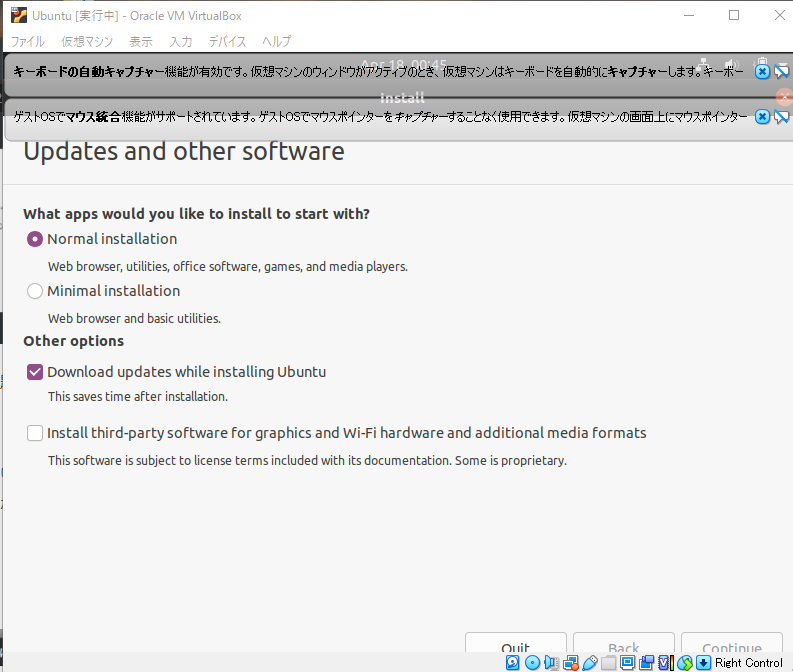 Ubuntu [実行中] - Oracle VM VirtualBox
ファイル 仮想マシン 表示 入力 デバイス ヘルプ
Apr 18 00:45
キーボードの自動キャプチャー機能が有効です。仮想マシンのウィンドウがアクティブのとき、仮想マシンはキーボードを自動的にキャプチャーします。キーボー
Install
ゲストOSでマウス統合機能がサポートされています。ゲストOSでマウスポインターをキャプチャーすることなく使用できます。仮想マシンの画面上にマウスポインター
Updates and other software
What apps would you like to install to start with?
Normal installation
Web browser, utilities, office software, games, and media players.
Minimal installation
Web browser and basic utilities.
Other options
Download updates while installing Ubuntu
This saves time after installation.
Install third-party software for graphics and Wi-Fi hardware and additional media formats
This software is subject to license terms included with its documentation. Some is proprietary.
Quit Back Continue
Right Control